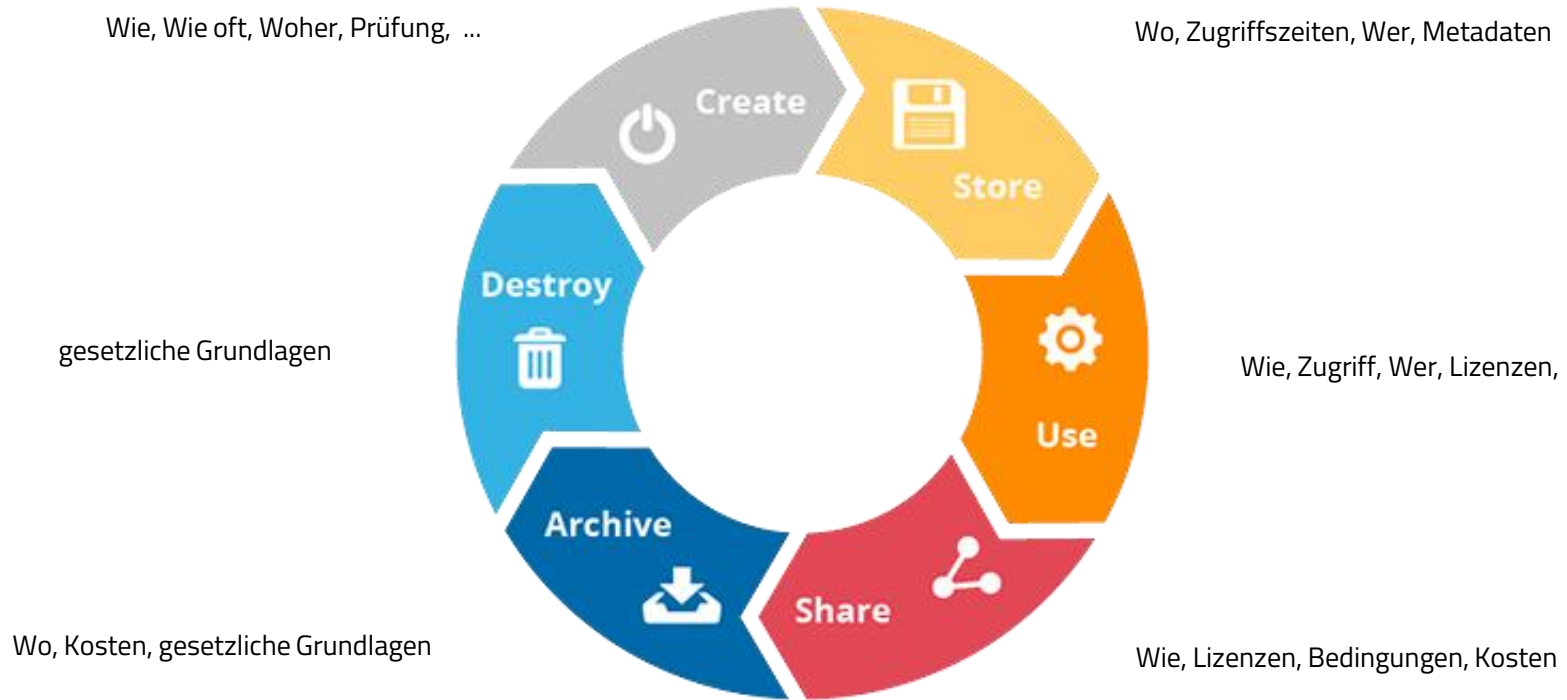 Wie, Wie oft, Woher, Prüfung, ...
Wo, Zugriffszeiten, Wer, Metadaten
Create
Store
Destroy
gesetzliche Grundlagen
Wie, Zugriff, Wer, Lizenzen,
Use
Archive
Share
Wo, Kosten, gesetzliche Grundlagen
Wie, Lizenzen, Bedingungen, Kosten